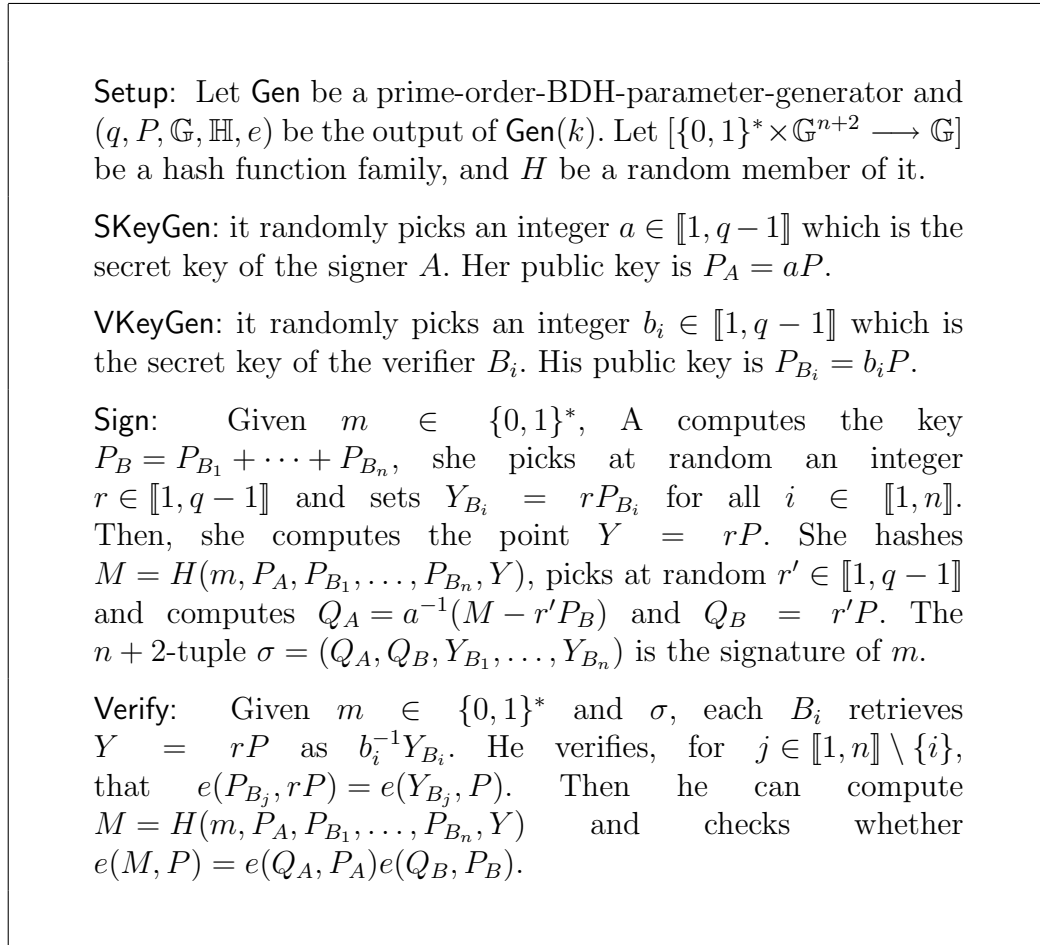 Setup: Let Gen be a prime-order-BDH-parameter-generator and
(q, P, 𝔾, ℍ, e) be the output of Gen(k). Let [{0, 1}* × 𝔾ⁿ⁺² ⟶ 𝔾]
be a hash function family, and H be a random member of it.
SKeyGen: it randomly picks an integer a ∈ ⟦1, q − 1⟧ which is the
secret key of the signer A. Her public key is P_A = aP.
VKeyGen: it randomly picks an integer b_i ∈ ⟦1, q − 1⟧ which is
the secret key of the verifier B_i. His public key is P_{B_i} = b_iP.
Sign: Given m ∈ {0, 1}*, A computes the key
P_B = P_{B_1} + ⋯ + P_{B_n}, she picks at random an integer
r ∈ ⟦1, q − 1⟧ and sets Y_{B_i} = rP_{B_i} for all i ∈ ⟦1, n⟧.
Then, she computes the point Y = rP. She hashes
M = H(m, P_A, P_{B_1}, …, P_{B_n}, Y), picks at random r′ ∈ ⟦1, q − 1⟧
and computes Q_A = a⁻¹(M − r′P_B) and Q_B = r′P. The
n + 2-tuple σ = (Q_A, Q_B, Y_{B_1}, …, Y_{B_n}) is the signature of m.
Verify: Given m ∈ {0, 1}* and σ, each B_i retrieves
Y = rP as b_i⁻¹Y_{B_i}. He verifies, for j ∈ ⟦1, n⟧ \ {i},
that e(P_{B_j}, rP) = e(Y_{B_j}, P). Then he can compute
M = H(m, P_A, P_{B_1}, …, P_{B_n}, Y) and checks whether
e(M, P) = e(Q_A, P_A)e(Q_B, P_B).